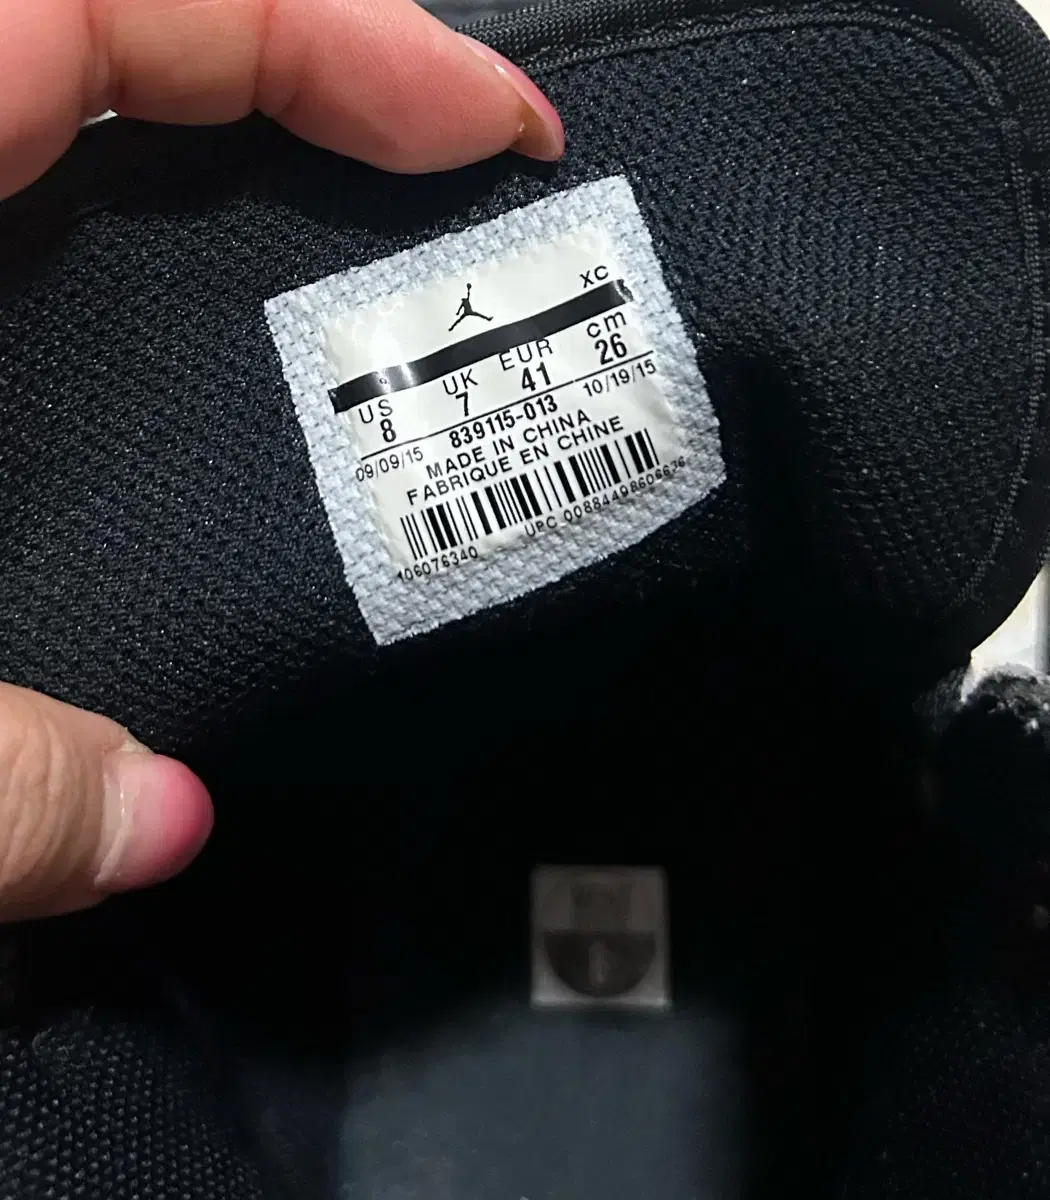 XC
US UK EUR cm
8 7 41 26
09/09/15 839115-013 10/19/15
MADE IN CHINA
FABRIQUE EN CHINE
106076340 UPC 00884498606636